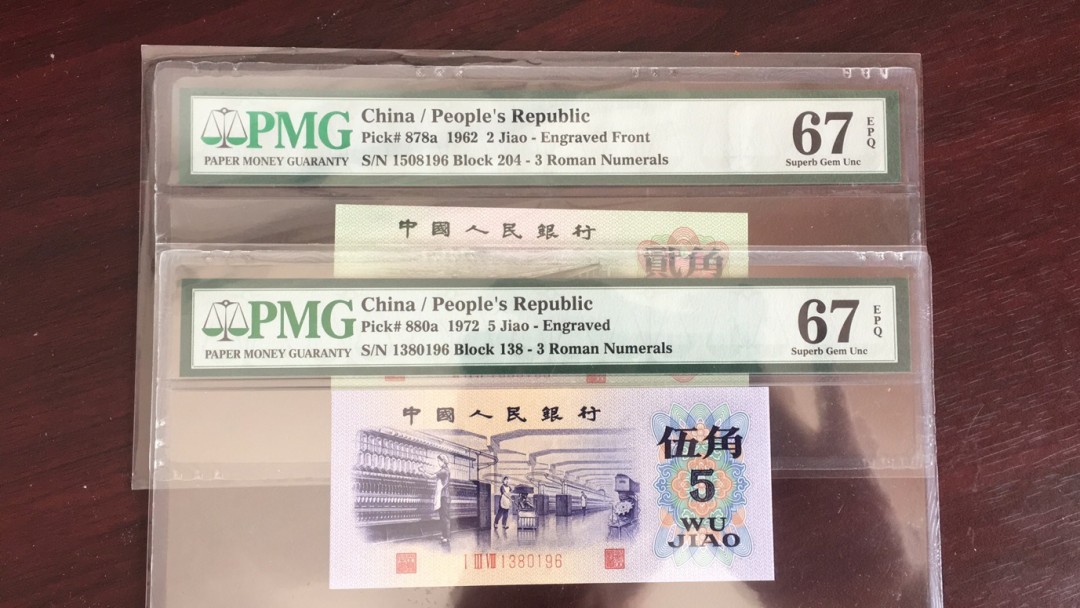 PMG
PAPER MONEY GUARANTY
China / People's Republic
Pick# 878a 1962 2 Jiao - Engraved Front
S/N 1508196 Block 204 - 3 Roman Numerals
67 EPQ
Superb Gem Unc
中國人民銀行
貳角
PMG
PAPER MONEY GUARANTY
China / People's Republic
Pick# 880a 1972 5 Jiao - Engraved
S/N 1380196 Block 138 - 3 Roman Numerals
67 EPQ
Superb Gem Unc
中國人民銀行
伍角
5
WU
JIAO
I III VIII 1380196